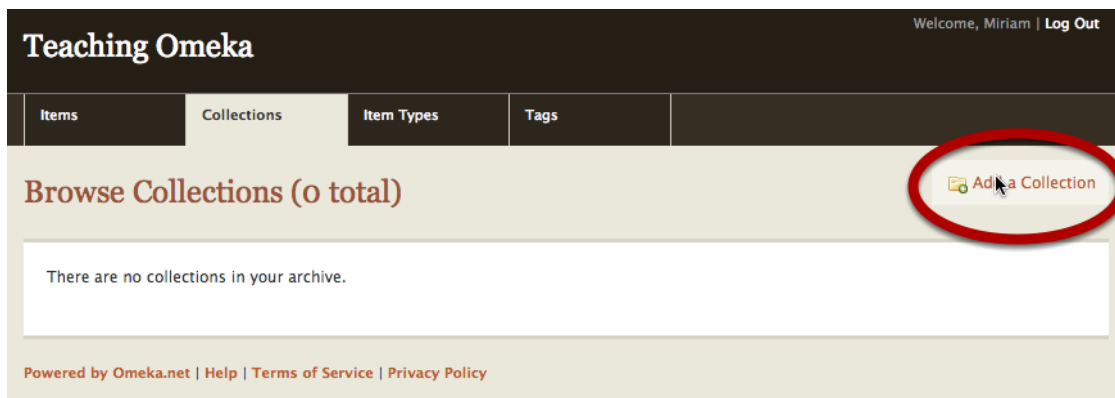 Welcome, Miriam | Log Out
Teaching Omeka
Items Collections Item Types Tags
Browse Collections (0 total)
Add a Collection
There are no collections in your archive.
Powered by Omeka.net | Help | Terms of Service | Privacy Policy